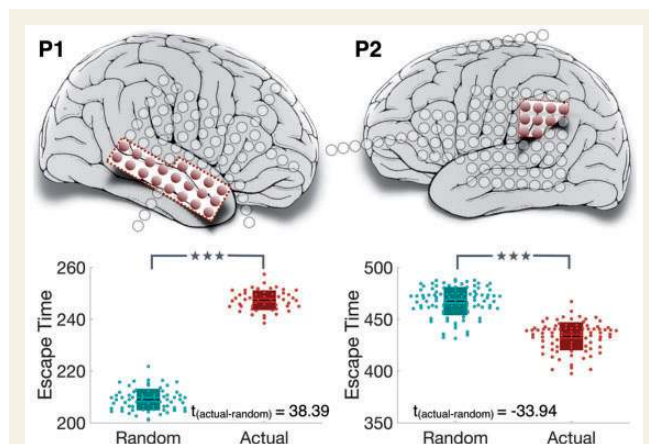 P1
P2
★★★
★★★
Escape Time
260
240
210
200
t(actual-random) = 38.39
Random
Actual
Escape Time
500
450
400
350
t(actual-random) = -33.94
Random
Actual